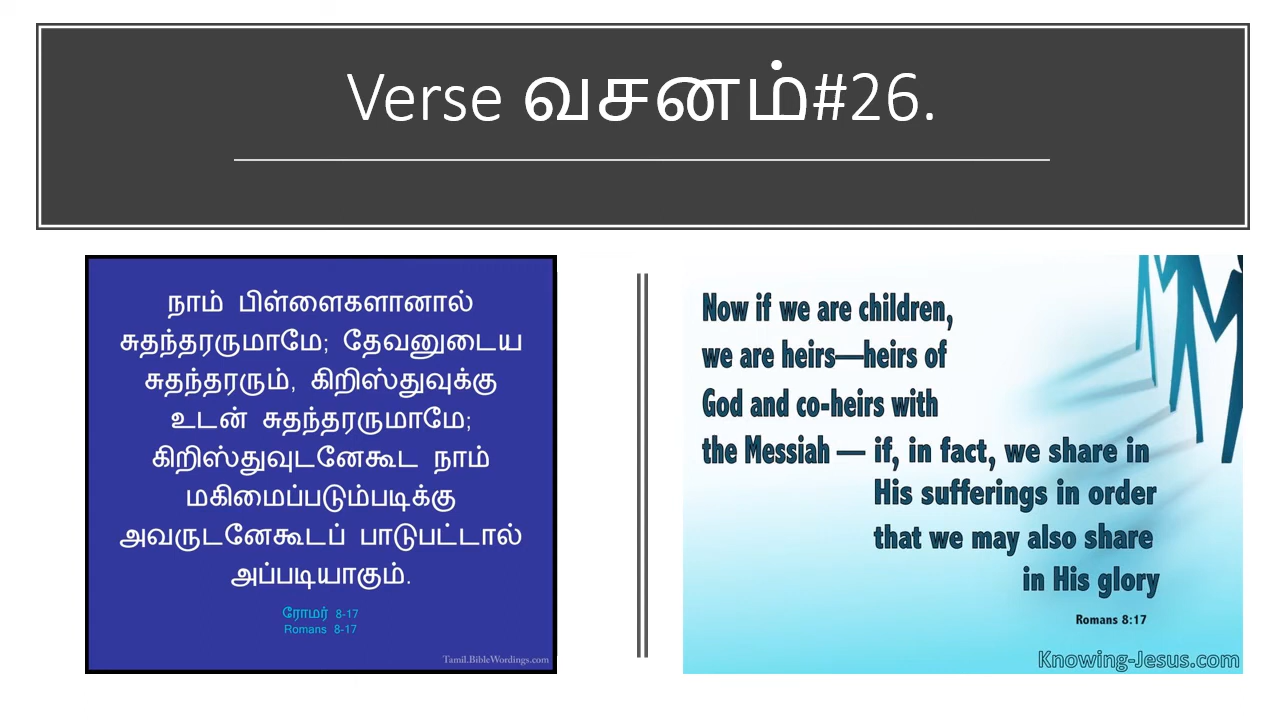 Verse வசனம்#26.
நாம் பிள்ளைகளானால்
சுதந்தரருமாமே; தேவனுடைய
சுதந்தரரும், கிறிஸ்துவுக்கு
உடன் சுதந்தரருமாமே;
கிறிஸ்துவுடனேகூட நாம்
மகிமைப்படும்படிக்கு
அவருடனேகூடப் பாடுபட்டால்
அப்படியாகும்.
ரோமர் 8-17
Romans 8-17
Tamil.BibleWordings.com
Now if we are children,
we are heirs—heirs of
God and co-heirs with
the Messiah — if, in fact, we share in
His sufferings in order
that we may also share
in His glory
Romans 8:17
Knowing-Jesus.com